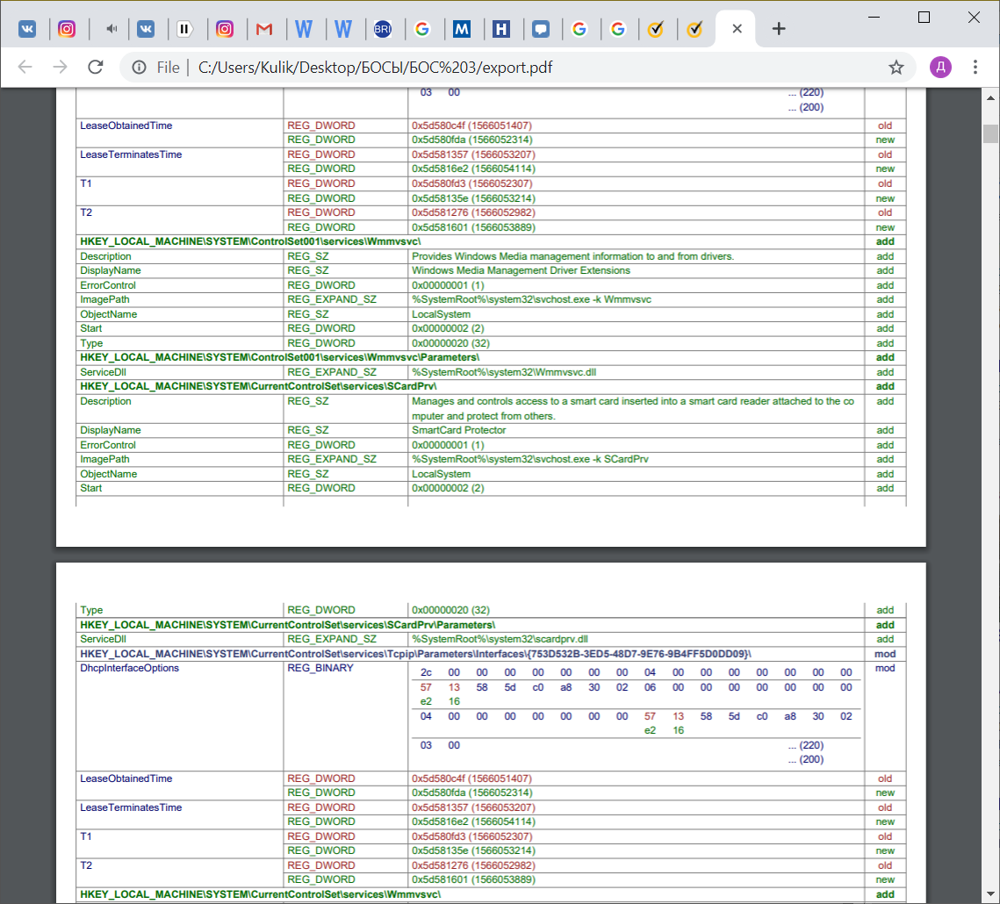 BRI
M
H
File
C:/Users/Kulik/Desktop/БОСЫ/БОС%203/export.pdf
Д
03 00 ... (220)
... (200)
LeaseObtainedTime REG_DWORD 0x5d580c4f (1566051407) old
REG_DWORD 0x5d580fda (1566052314) new
LeaseTerminatesTime REG_DWORD 0x5d581357 (1566053207) old
REG_DWORD 0x5d5816e2 (1566054114) new
T1 REG_DWORD 0x5d580fd3 (1566052307) old
REG_DWORD 0x5d58135e (1566053214) new
T2 REG_DWORD 0x5d581276 (1566052982) old
REG_DWORD 0x5d581601 (1566053889) new
HKEY_LOCAL_MACHINE\SYSTEM\ControlSet001\services\Wmmvsvc\ add
Description REG_SZ Provides Windows Media management information to and from drivers. add
DisplayName REG_SZ Windows Media Management Driver Extensions add
ErrorControl REG_DWORD 0x00000001 (1) add
ImagePath REG_EXPAND_SZ %SystemRoot%\system32\svchost.exe -k Wmmvsvc add
ObjectName REG_SZ LocalSystem add
Start REG_DWORD 0x00000002 (2) add
Type REG_DWORD 0x00000020 (32) add
HKEY_LOCAL_MACHINE\SYSTEM\ControlSet001\services\Wmmvsvc\Parameters\ add
ServiceDll REG_EXPAND_SZ %SystemRoot%\system32\Wmmvsvc.dll add
HKEY_LOCAL_MACHINE\SYSTEM\CurrentControlSet\services\SCardPrv\ add
Description REG_SZ Manages and controls access to a smart card inserted into a smart card reader attached to the co add
mputer and protect from others.
DisplayName REG_SZ SmartCard Protector add
ErrorControl REG_DWORD 0x00000001 (1) add
ImagePath REG_EXPAND_SZ %SystemRoot%\system32\svchost.exe -k SCardPrv add
ObjectName REG_SZ LocalSystem add
Start REG_DWORD 0x00000002 (2) add
Type REG_DWORD 0x00000020 (32) add
HKEY_LOCAL_MACHINE\SYSTEM\CurrentControlSet\services\SCardPrv\Parameters\ add
ServiceDll REG_EXPAND_SZ %SystemRoot%\system32\scardprv.dll add
HKEY_LOCAL_MACHINE\SYSTEM\CurrentControlSet\services\Tcpip\Parameters\Interfaces\{753D532B-3ED5-48D7-9E76-9B4FF5D0DD09}\ mod
DhcpInterfaceOptions REG_BINARY 2c 00 00 00 00 00 00 00 04 00 00 00 00 00 00 00 mod
57 13 58 5d c0 a8 30 02 06 00 00 00 00 00 00 00
e2 16
04 00 00 00 00 00 00 00 57 13 58 5d c0 a8 30 02
e2 16
03 00 ... (220)
... (200)
LeaseObtainedTime REG_DWORD 0x5d580c4f (1566051407) old
REG_DWORD 0x5d580fda (1566052314) new
LeaseTerminatesTime REG_DWORD 0x5d581357 (1566053207) old
REG_DWORD 0x5d5816e2 (1566054114) new
T1 REG_DWORD 0x5d580fd3 (1566052307) old
REG_DWORD 0x5d58135e (1566053214) new
T2 REG_DWORD 0x5d581276 (1566052982) old
REG_DWORD 0x5d581601 (1566053889) new
HKEY_LOCAL_MACHINE\SYSTEM\CurrentControlSet\services\Wmmvsvc\ add